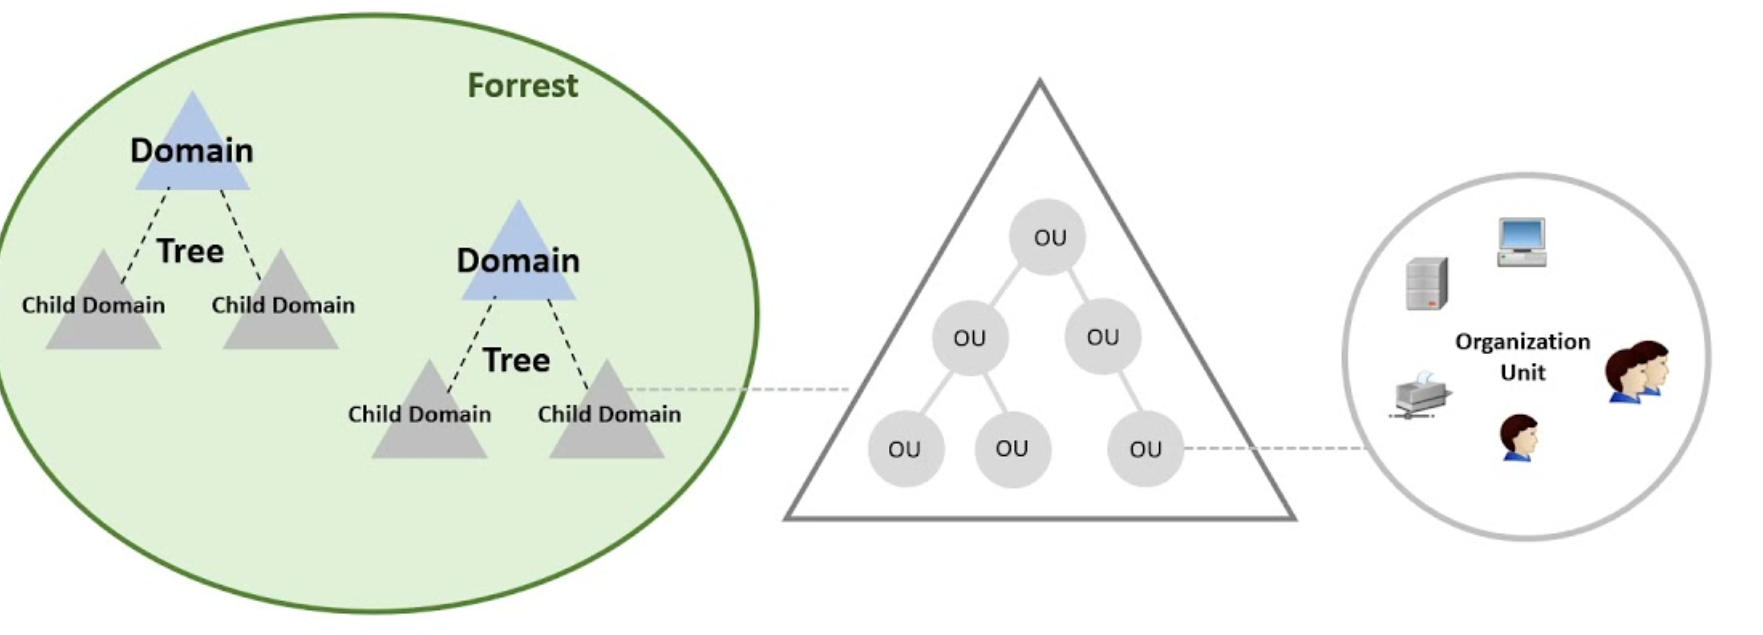 Forrest
Domain
Tree
Child Domain
Child Domain
Domain
Tree
Child Domain
Child Domain
OU
OU
OU
OU
OU
OU
Organization
Unit